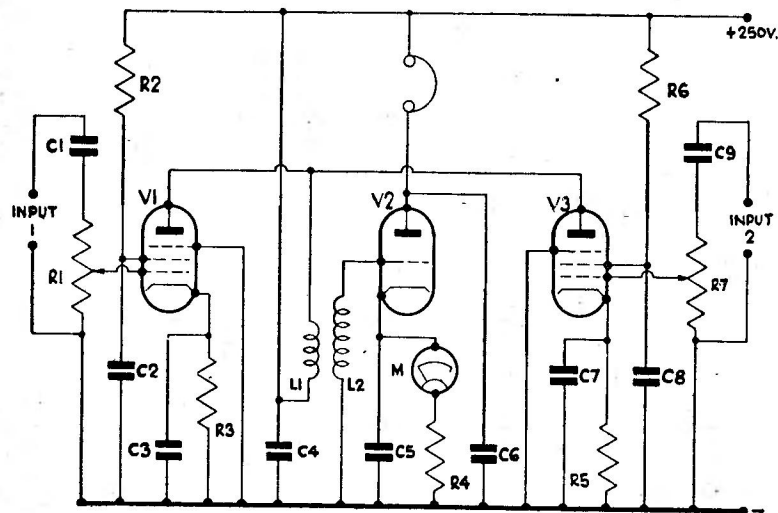 +250V.
R2
R6
C1
C9
V1
V2
V3
INPUT
1
INPUT
2
R1
R7
L1
L2
M
C2
C7
C8
R3
C3
C4
C5
R4
C6
R5
–